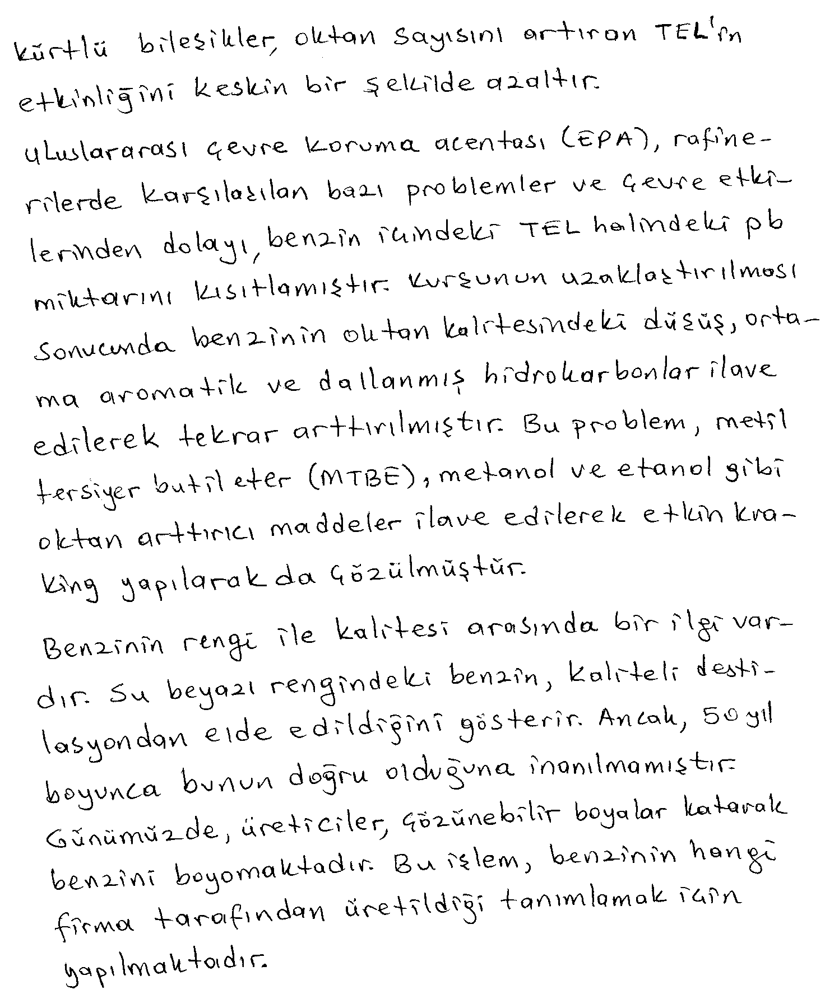 kürtlü bileşikler, oktan sayısını artıran TEL'in
etkinliğini keskin bir şekilde azaltır.
uluslararası çevre koruma acentası (EPA), rafine-
rilerde karşılaşılan bazı problemler ve çevre etki-
lerinden dolayı, benzin içindeki TEL halindeki pb
miktarını kısıtlamıştır. Kurşunun uzaklaştırılması
sonucunda benzinin oktan kalitesindeki düşüş, orta-
ma aromatik ve dallanmış hidrokarbonlar ilave
edilerek tekrar arttırılmıştır. Bu problem, metil
tersiyer butil eter (MTBE), metanol ve etanol gibi
oktan arttırıcı maddeler ilave edilerek etkin kra-
king yapılarak da çözülmüştür.
Benzinin rengi ile kalitesi arasında bir ilgi var-
dır. Su beyazı rengindeki benzin, kaliteli desti-
lasyondan elde edildiğini gösterir. Ancak, 50 yıl
boyunca bunun doğru olduğuna inanılmamıştır.
Günümüzde, üreticiler, çözünebilir boyalar katarak
benzini boyamaktadır. Bu işlem, benzinin hangi
firma tarafından üretildiği tanımlamak için
yapılmaktadır.